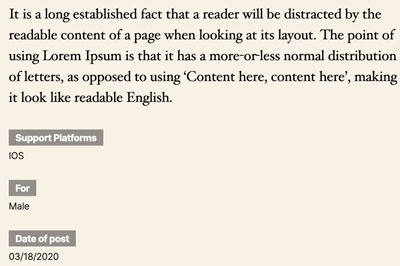 It is a long established fact that a reader will be distracted by the
readable content of a page when looking at its layout. The point of
using Lorem Ipsum is that it has a more-or-less normal distribution
of letters, as opposed to using ‘Content here, content here’, making
it look like readable English.
Support Platforms
IOS
For
Male
Date of post
03/18/2020